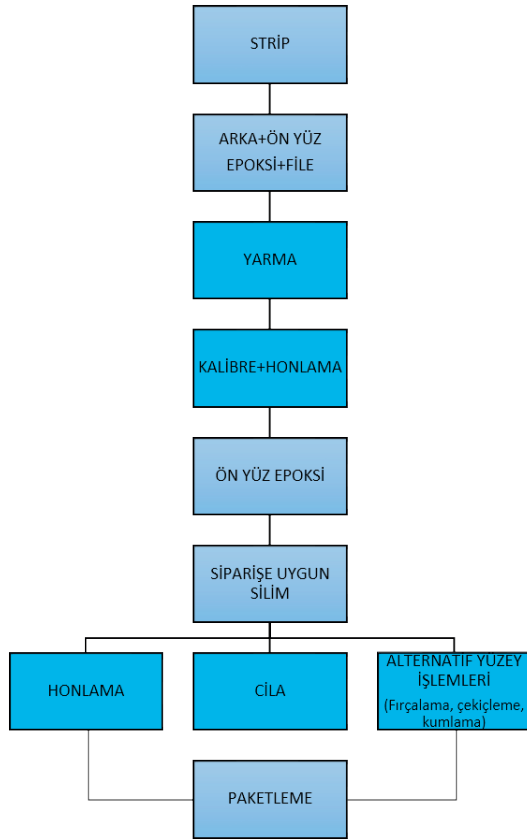 STRİP
ARKA+ÖN YÜZ
EPOKSİ+FİLE
YARMA
KALİBRE+HONLAMA
ÖN YÜZ EPOKSİ
SİPARİŞE UYGUN
SİLİM
HONLAMA
CİLA
ALTERNATİF YÜZEY
İŞLEMLERİ
(Fırçalama, çekiçleme,
kumlama)
PAKETLEME